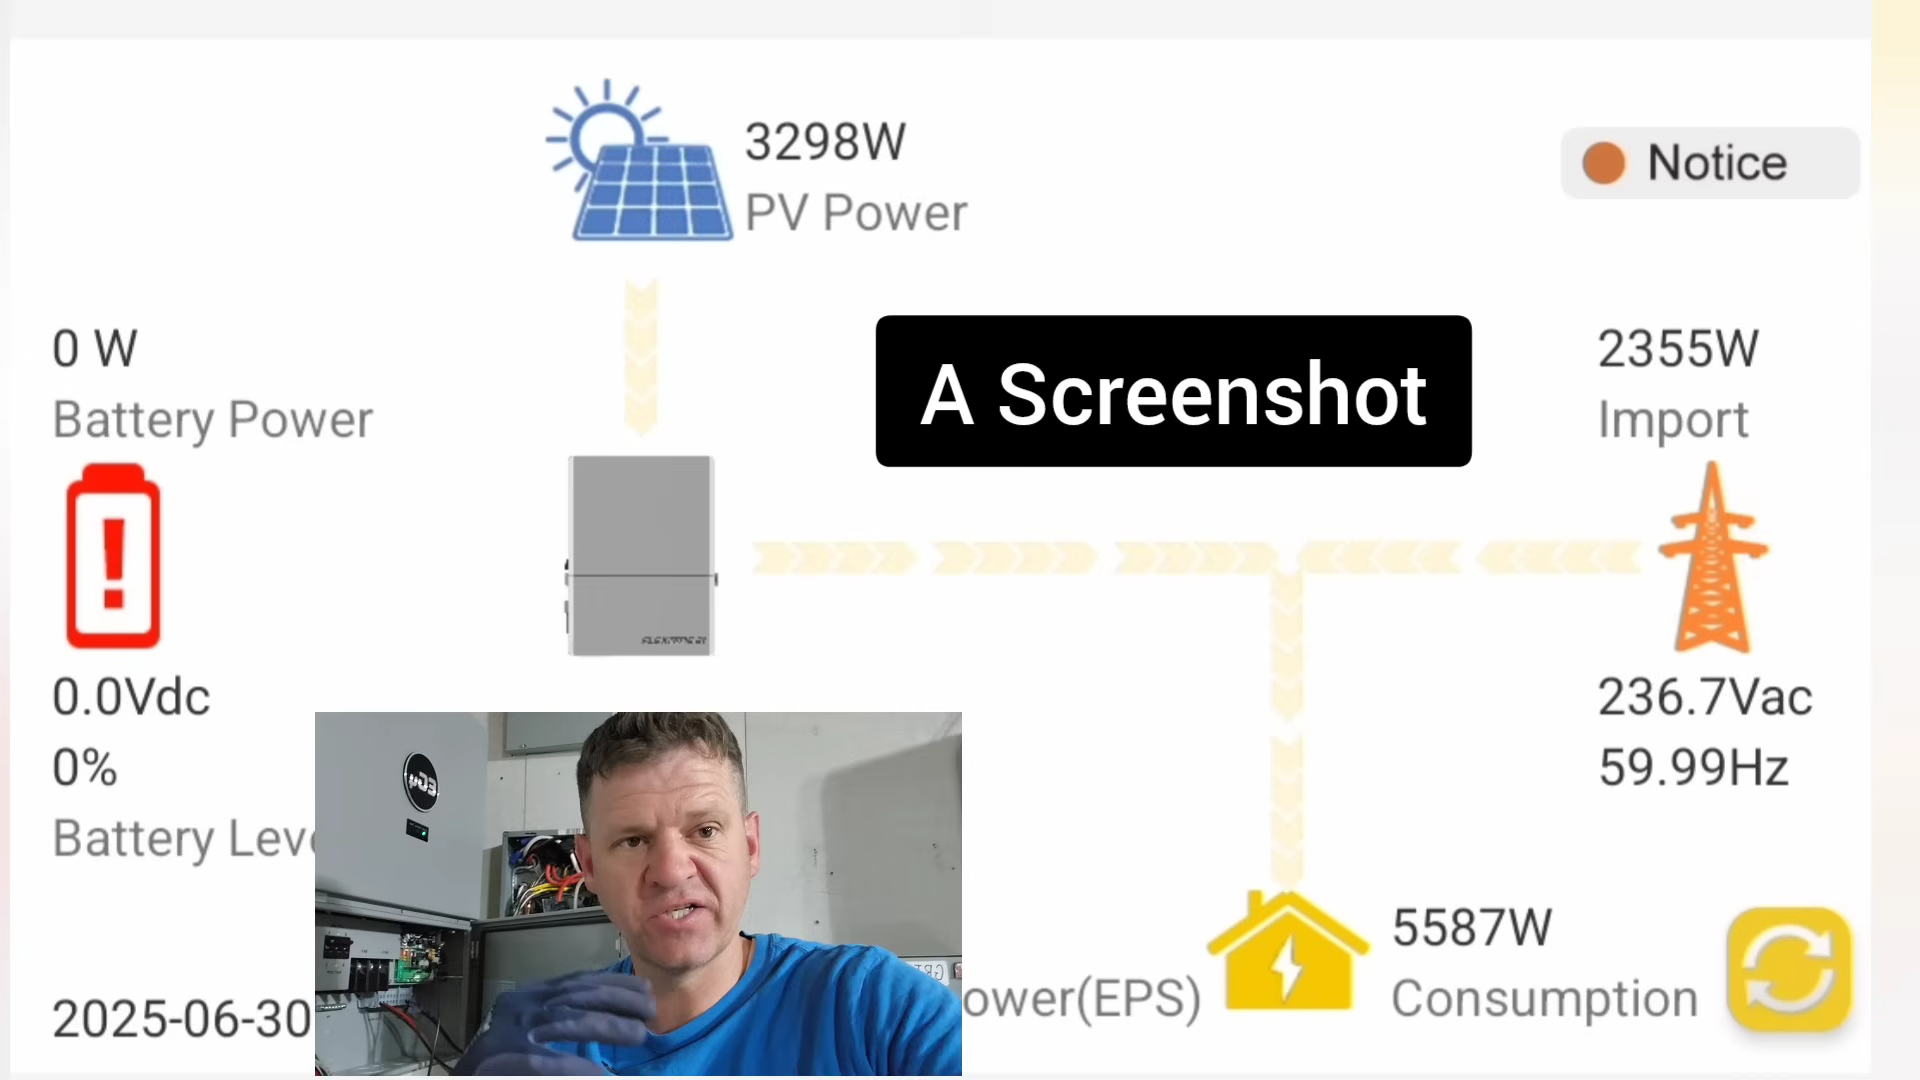 3298W
PV Power
Notice
0 W
Battery Power
A Screenshot
2355W
Import
0.0Vdc
0%
Battery Leve
236.7Vac
59.99Hz
5587W
Consumption
ower(EPS)
2025-06-30